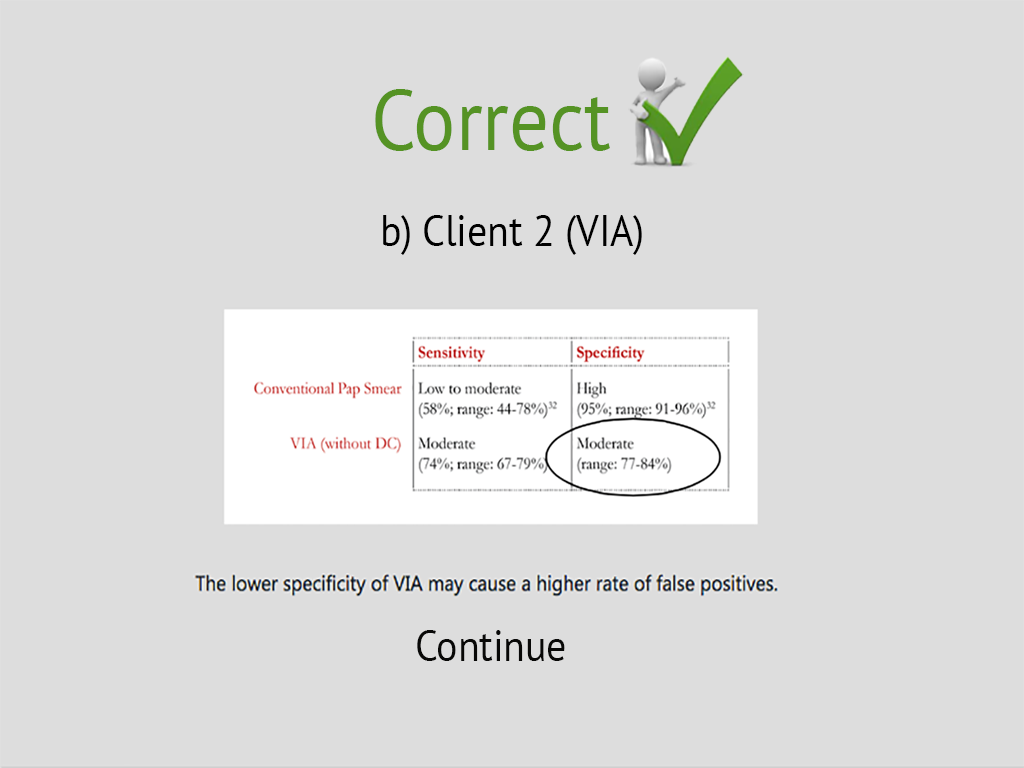 Correct
b) Client 2 (VIA)
Sensitivity Specificity
Conventional Pap Smear Low to moderate High
(58%; range: 44-78%)32 (95%; range: 91-96%)32
VIA (without DC) Moderate Moderate
(74%; range: 67-79%) (range: 77-84%)
The lower specificity of VIA may cause a higher rate of false positives.
Continue